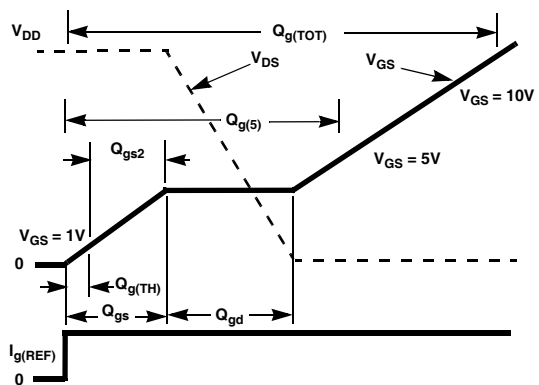 V_DD
Q_g(TOT)
V_DS
V_GS
V_GS = 10V
Q_g(5)
Q_gs2
V_GS = 5V
V_GS = 1V
0
Q_g(TH)
Q_gs
Q_gd
I_g(REF)
0